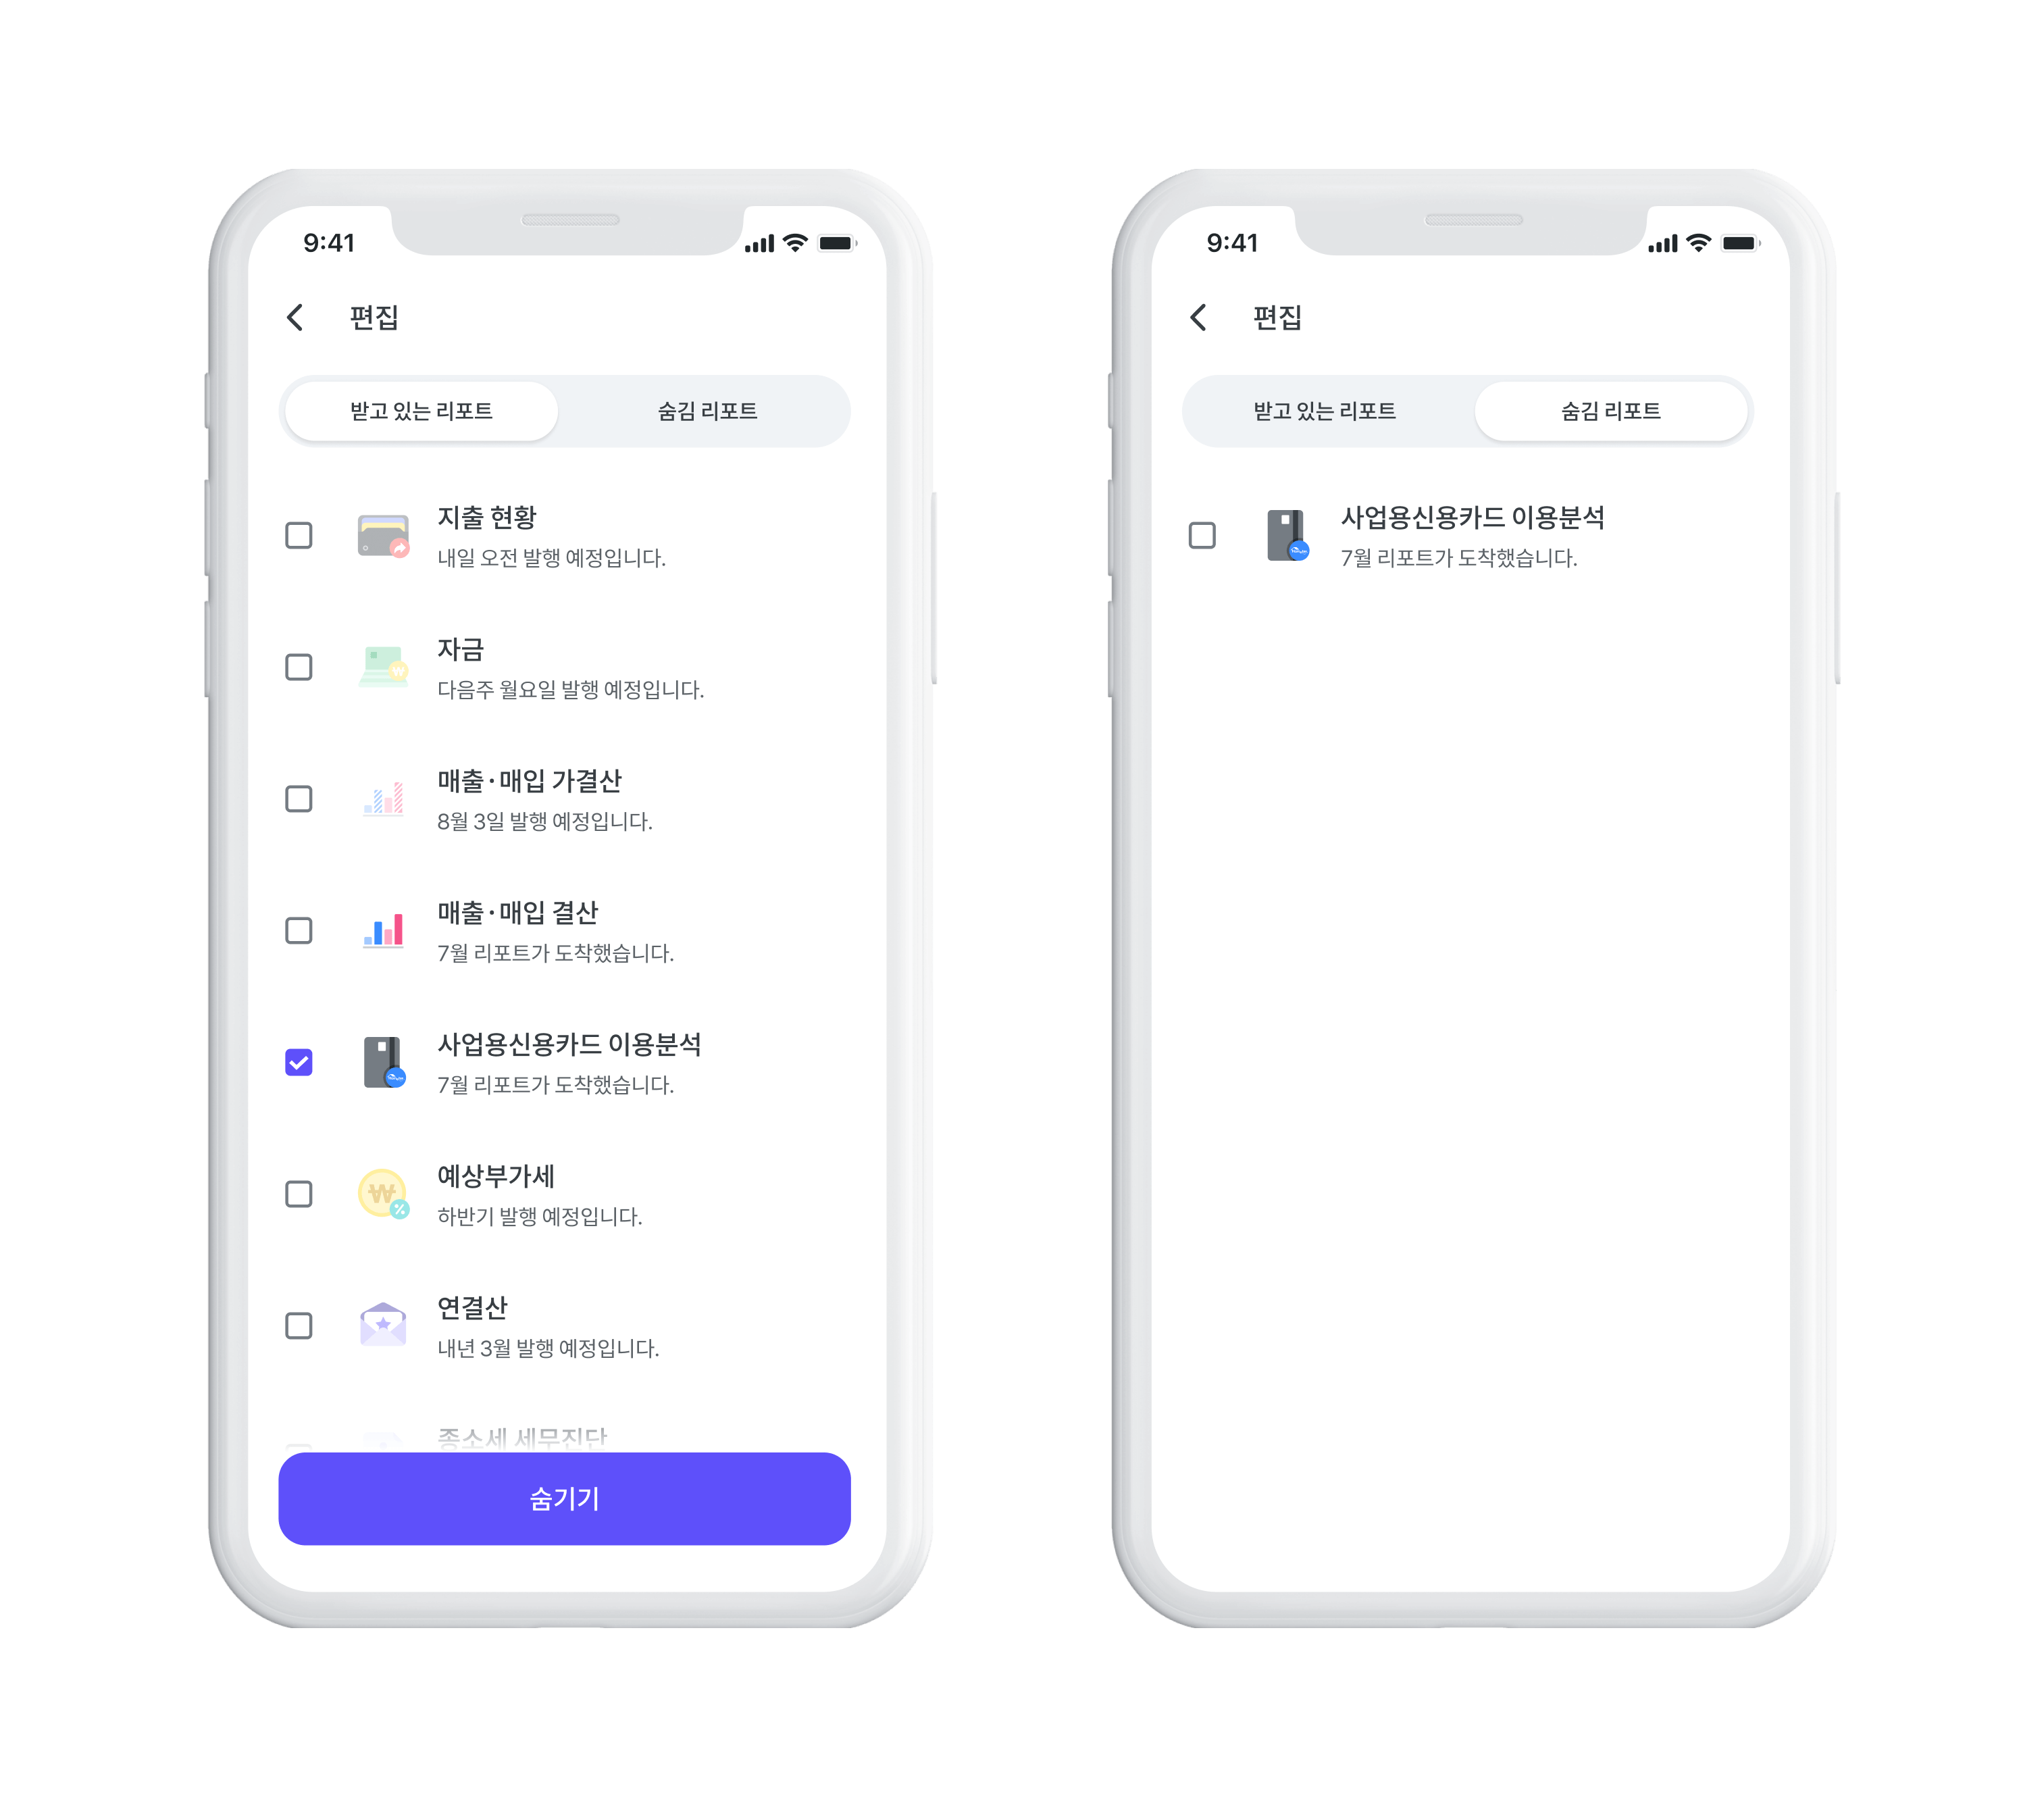 9:41
편집
받고 있는 리포트
숨김 리포트
지출 현황
내일 오전 발행 예정입니다.
자금
다음주 월요일 발행 예정입니다.
매출·매입 가결산
8월 3일 발행 예정입니다.
매출·매입 결산
7월 리포트가 도착했습니다.
사업용신용카드 이용분석
7월 리포트가 도착했습니다.
예상부가세
하반기 발행 예정입니다.
연결산
내년 3월 발행 예정입니다.
종소세 세무진단
숨기기
9:41
편집
받고 있는 리포트
숨김 리포트
사업용신용카드 이용분석
7월 리포트가 도착했습니다.